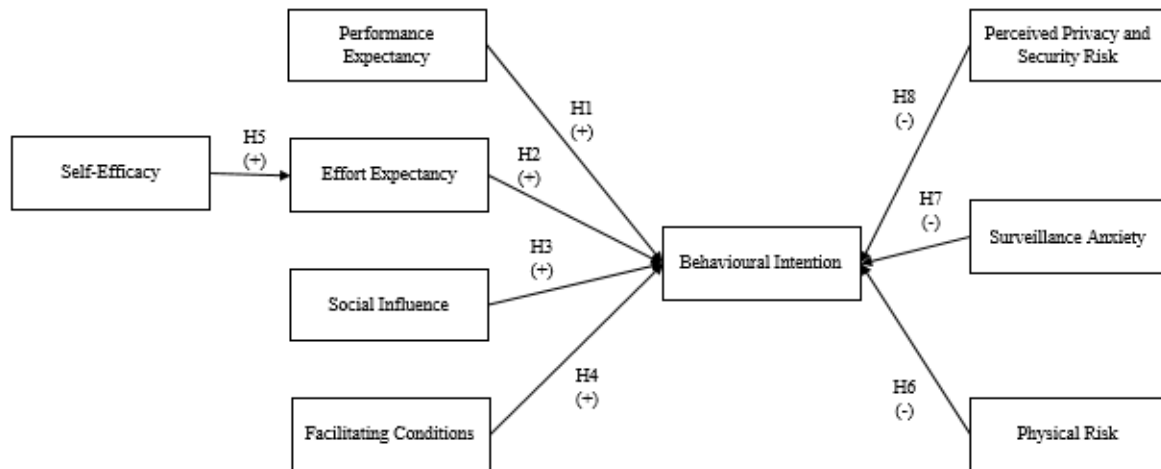 Performance
Expectancy
Perceived Privacy and
Security Risk
H1
(+)
H8
(-)
H5
(+)
Self-Efficacy
Effort Expectancy
H2
(+)
H7
(-)
Surveillance Anxiety
Behavioural Intention
H3
(+)
Social Influence
H4
(+)
H6
(-)
Facilitating Conditions
Physical Risk